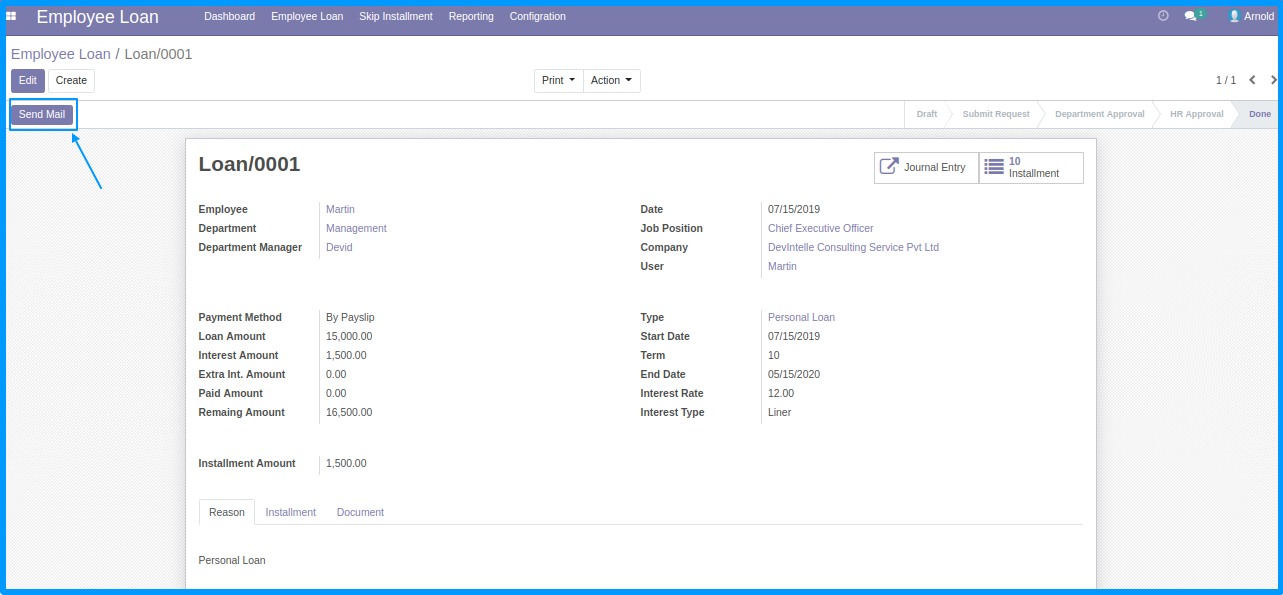 Employee Loan Dashboard Employee Loan Skip Installment Reporting Configration 1 Arnold
Employee Loan / Loan/0001
Edit Create Print Action 1 / 1
Send Mail Draft Submit Request Department Approval HR Approval Done
Loan/0001
Journal Entry
10
Installment
Employee Martin Date 07/15/2019
Department Management Job Position Chief Executive Officer
Department Manager Devid Company DevIntelle Consulting Service Pvt Ltd
User Martin
Payment Method By Payslip Type Personal Loan
Loan Amount 15,000.00 Start Date 07/15/2019
Interest Amount 1,500.00 Term 10
Extra Int. Amount 0.00 End Date 05/15/2020
Paid Amount 0.00 Interest Rate 12.00
Remaing Amount 16,500.00 Interest Type Liner
Installment Amount 1,500.00
Reason Installment Document
Personal Loan